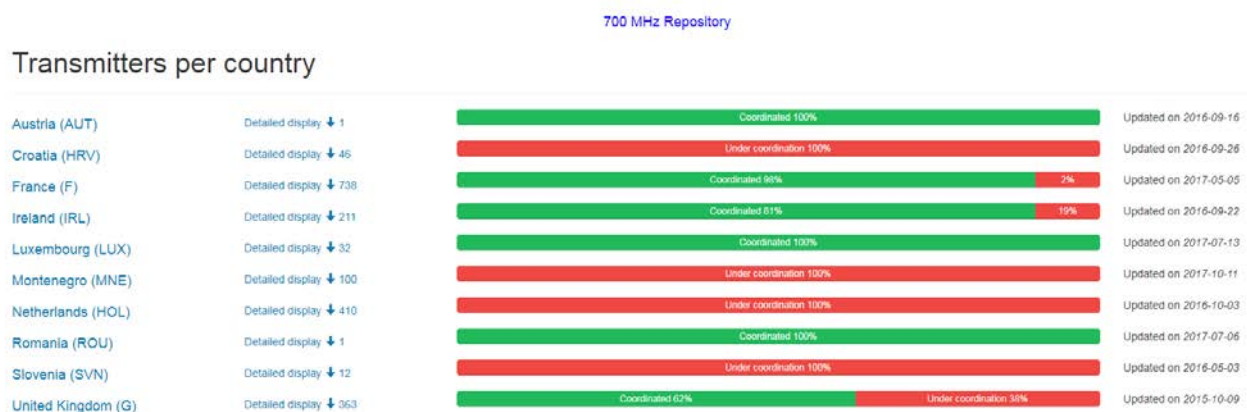 700 MHz Repository
Transmitters per country
Austria (AUT) Detailed display 1 Coordinated 100% Updated on 2016-09-16
Croatia (HRV) Detailed display 46 Under coordination 100% Updated on 2016-09-26
France (F) Detailed display 738 Coordinated 98% 2% Updated on 2017-05-05
Ireland (IRL) Detailed display 211 Coordinated 81% 19% Updated on 2016-09-22
Luxembourg (LUX) Detailed display 32 Coordinated 100% Updated on 2017-07-13
Montenegro (MNE) Detailed display 100 Under coordination 100% Updated on 2017-10-11
Netherlands (HOL) Detailed display 410 Under coordination 100% Updated on 2016-10-03
Romania (ROU) Detailed display 1 Coordinated 100% Updated on 2017-07-06
Slovenia (SVN) Detailed display 12 Under coordination 100% Updated on 2016-05-03
United Kingdom (G) Detailed display 363 Coordinated 62% Under coordination 38% Updated on 2015-10-09